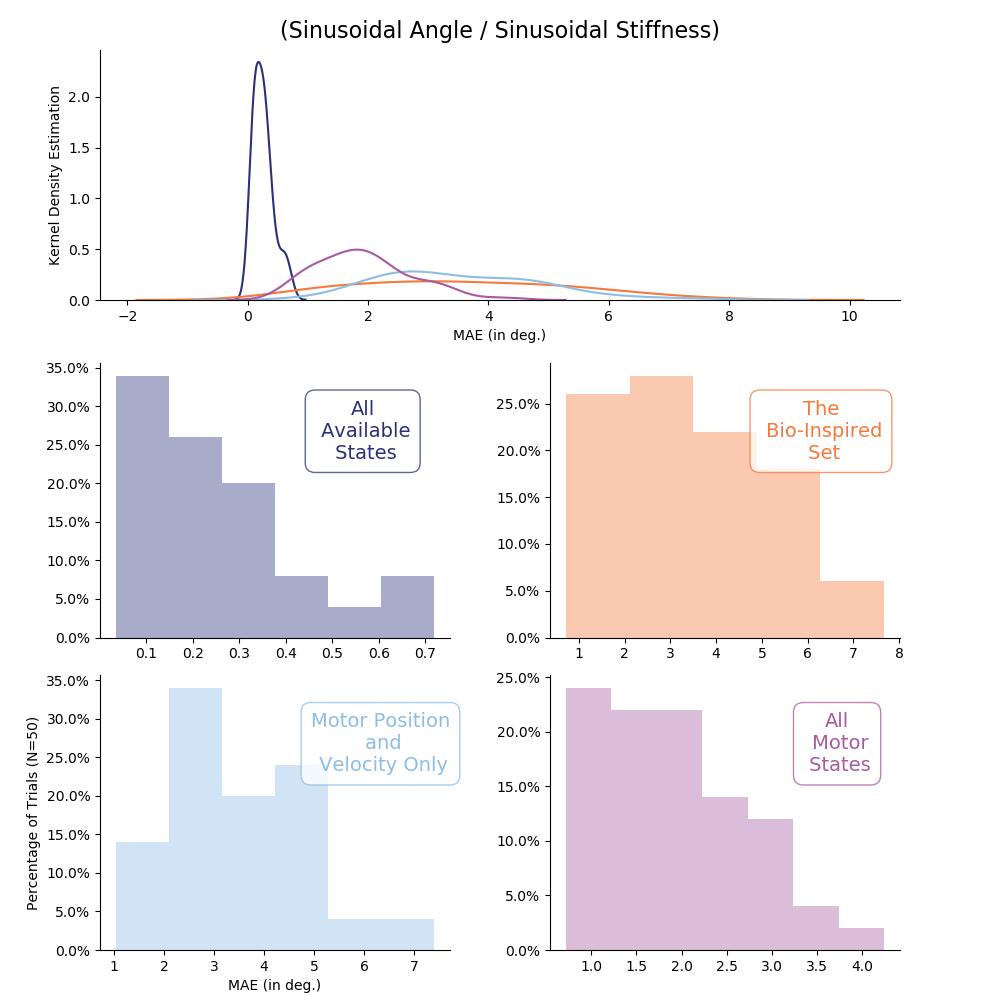 (Sinusoidal Angle / Sinusoidal Stiffness)
Kernel Density Estimation
2.0
1.5
1.0
0.5
0.0
−2 0 2 4 6 8 10
MAE (in deg.)
35.0%
30.0%
25.0%
20.0%
15.0%
10.0%
5.0%
0.0%
0.1 0.2 0.3 0.4 0.5 0.6 0.7
All
Available
States
25.0%
20.0%
15.0%
10.0%
5.0%
0.0%
1 2 3 4 5 6 7 8
The
Bio-Inspired
Set
Percentage of Trials (N=50)
35.0%
30.0%
25.0%
20.0%
15.0%
10.0%
5.0%
0.0%
1 2 3 4 5 6 7
MAE (in deg.)
Motor Position
and
Velocity Only
25.0%
20.0%
15.0%
10.0%
5.0%
0.0%
1.0 1.5 2.0 2.5 3.0 3.5 4.0
All
Motor
States